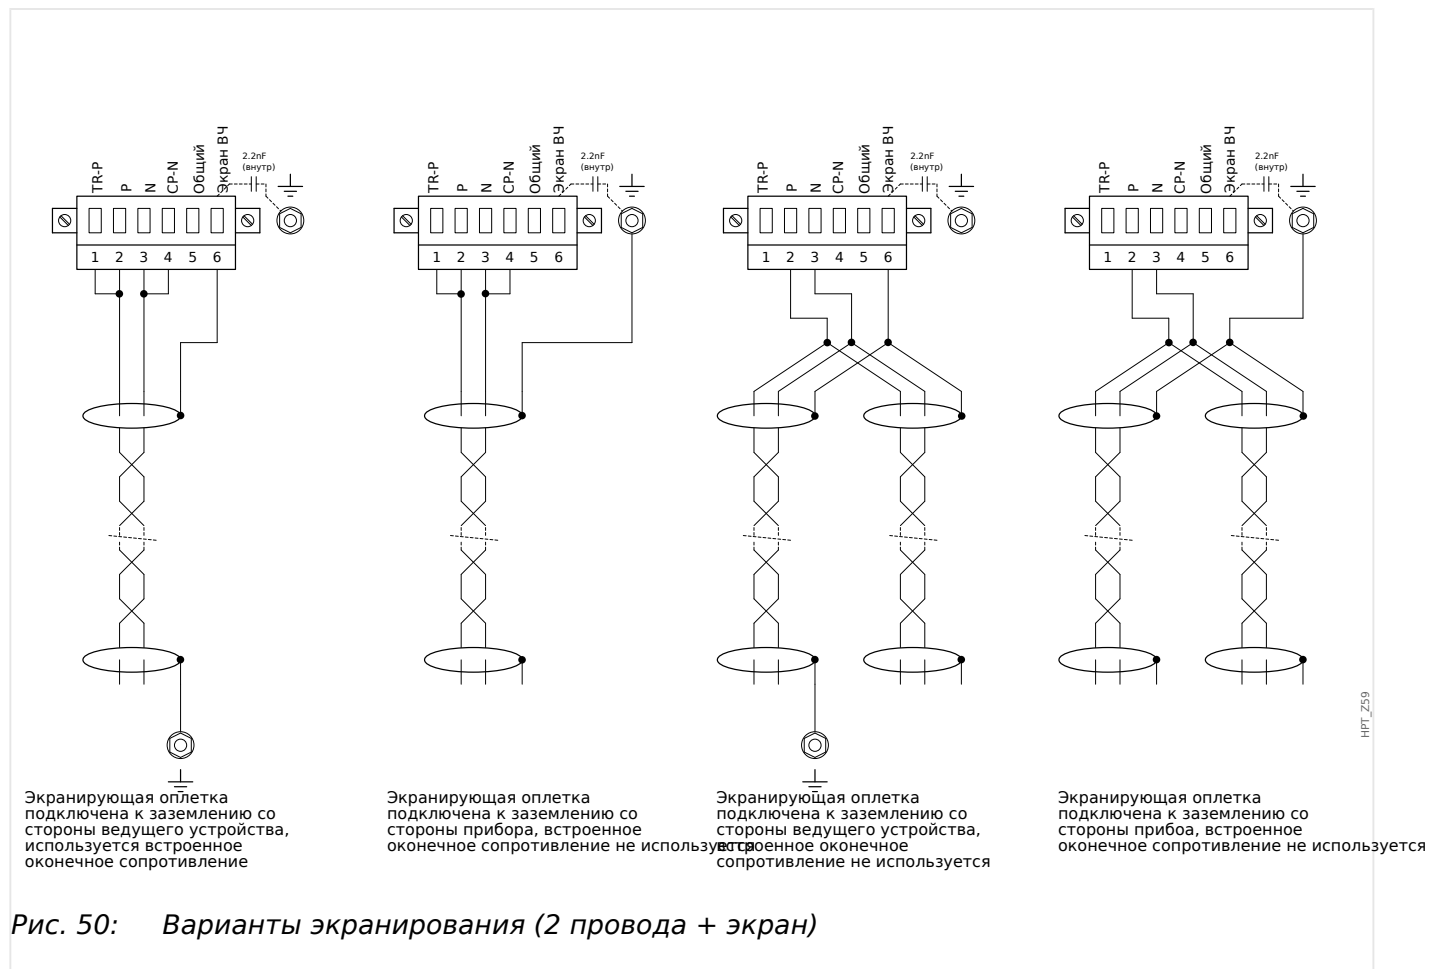 TR-P
P
N
CP-N
Общий
Экран ВЧ
2.2nF
(внутр)
1 2 3 4 5 6
TR-P
P
N
CP-N
Общий
Экран ВЧ
2.2nF
(внутр)
1 2 3 4 5 6
TR-P
P
N
CP-N
Общий
Экран ВЧ
2.2nF
(внутр)
1 2 3 4 5 6
TR-P
P
N
CP-N
Общий
Экран ВЧ
2.2nF
(внутр)
1 2 3 4 5 6
HPT_Z59
Экранирующая оплетка
подключена к заземлению со
стороны ведущего устройства,
используется встроенное
оконечное сопротивление
Экранирующая оплетка
подключена к заземлению со
стороны прибора, встроенное
оконечное сопротивление не используется
Экранирующая оплетка
подключена к заземлению со
стороны ведущего устройства,
встроенное оконечное
сопротивление не используется
Экранирующая оплетка
подключена к заземлению со
стороны прибоа, встроенное
оконечное сопротивление не используется
Рис. 50: Варианты экранирования (2 провода + экран)